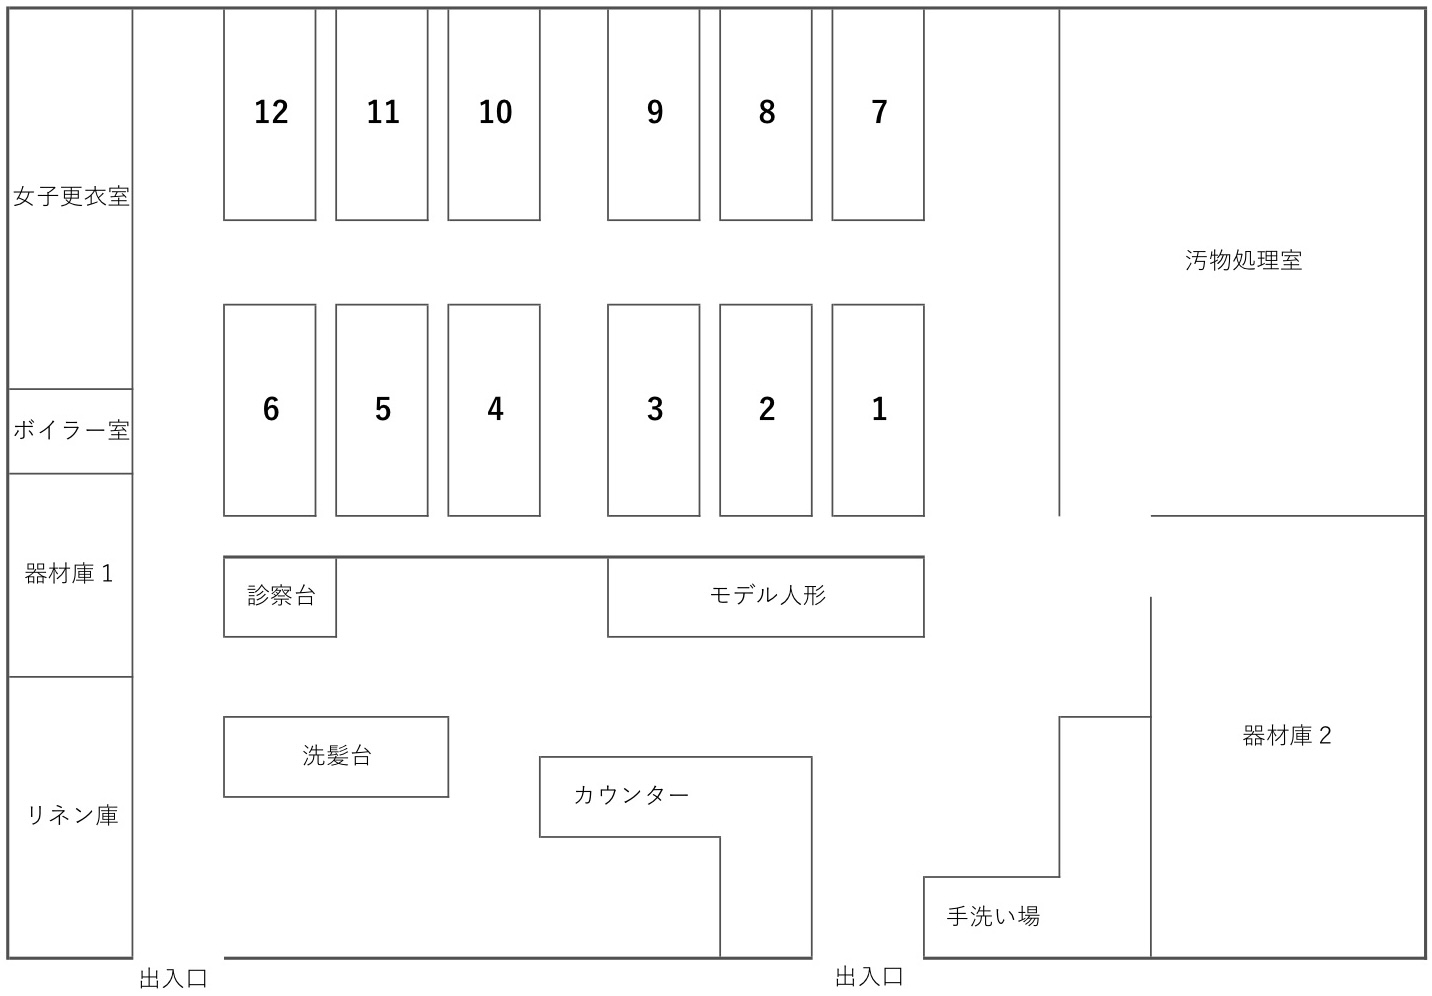 12
11
10
9
8
7
女子更衣室
汚物処理室
6
5
4
3
2
1
ボイラー室
器材庫 1
診察台
モデル人形
洗髪台
器材庫 2
カウンター
リネン庫
手洗い場
出入口
出入口